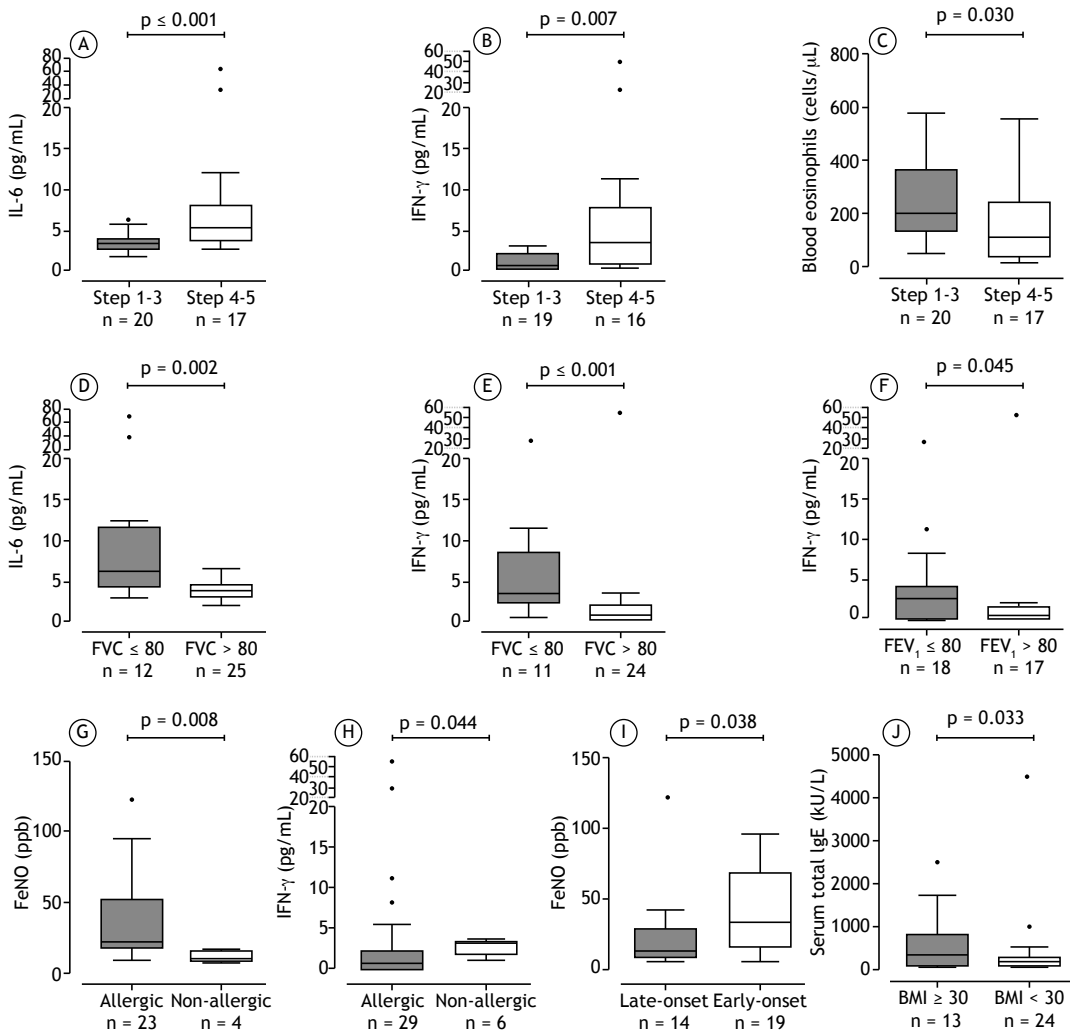 A
p ≤ 0.001
IL-6 (pg/mL)
80
60
40
20
20
15
10
5
0
Step 1-3
n = 20
Step 4-5
n = 17
B
p = 0.007
IFN-γ (pg/mL)
60
50
40
30
20
20
15
10
5
0
Step 1-3
n = 19
Step 4-5
n = 16
C
p = 0.030
Blood eosinophils (cells/μL)
800
600
400
200
0
Step 1-3
n = 20
Step 4-5
n = 17
D
p = 0.002
IL-6 (pg/mL)
80
60
40
20
20
15
10
5
0
FVC ≤ 80
n = 12
FVC > 80
n = 25
E
p ≤ 0.001
IFN-γ (pg/mL)
60
50
40
30
20
20
15
10
5
0
FVC ≤ 80
n = 11
FVC > 80
n = 24
F
p = 0.045
IFN-γ (pg/mL)
60
50
40
30
20
20
15
10
5
0
FEV₁ ≤ 80
n = 18
FEV₁ > 80
n = 17
G
p = 0.008
FeNO (ppb)
150
100
50
0
Allergic
n = 23
Non-allergic
n = 4
H
p = 0.044
IFN-γ (pg/mL)
60
50
40
30
20
20
15
10
5
0
Allergic
n = 29
Non-allergic
n = 6
I
p = 0.038
FeNO (ppb)
150
100
50
0
Late-onset
n = 14
Early-onset
n = 19
J
p = 0.033
Serum total IgE (kU/L)
5000
4000
3000
2000
1000
0
BMI ≥ 30
n = 13
BMI < 30
n = 24